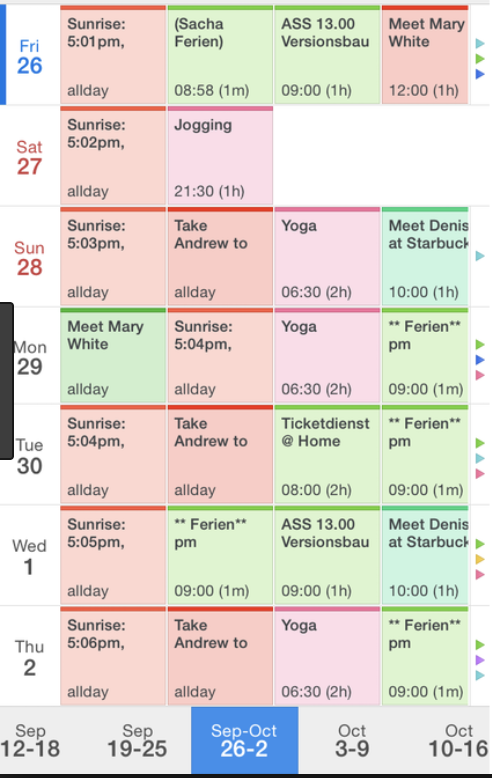 Fri
26
Sunrise:
5:01pm,
allday
(Sacha
Ferien)
08:58 (1m)
ASS 13.00
Versionsbau
09:00 (1h)
Meet Mary
White
12:00 (1h)
Sat
27
Sunrise:
5:02pm,
allday
Jogging
21:30 (1h)
Sun
28
Sunrise:
5:03pm,
allday
Take
Andrew to
allday
Yoga
06:30 (2h)
Meet Denis
at Starbuck
10:00 (1h)
Mon
29
Meet Mary
White
allday
Sunrise:
5:04pm,
allday
Yoga
06:30 (2h)
** Ferien**
pm
09:00 (1m)
Tue
30
Sunrise:
5:04pm,
allday
Take
Andrew to
allday
Ticketdienst
@ Home
08:00 (2h)
** Ferien**
pm
09:00 (1m)
Wed
1
Sunrise:
5:05pm,
allday
** Ferien**
pm
09:00 (1m)
ASS 13.00
Versionsbau
09:00 (1h)
Meet Denis
at Starbuck
10:00 (1h)
Thu
2
Sunrise:
5:06pm,
allday
Take
Andrew to
allday
Yoga
06:30 (2h)
** Ferien**
pm
09:00 (1m)
Sep
12-18
Sep
19-25
Sep-Oct
26-2
Oct
3-9
Oct
10-16